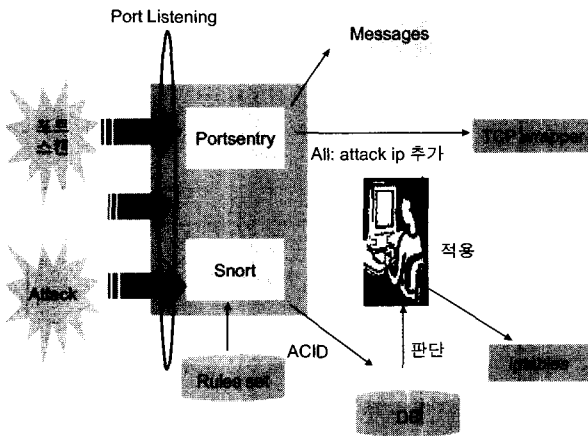 Port Listening
Messages
포트
스캔
Portsentry
TCP wrapper
All: attack ip 추가
Snort
적용
Attack
ACID
판단
Rules set
Iptables
DB